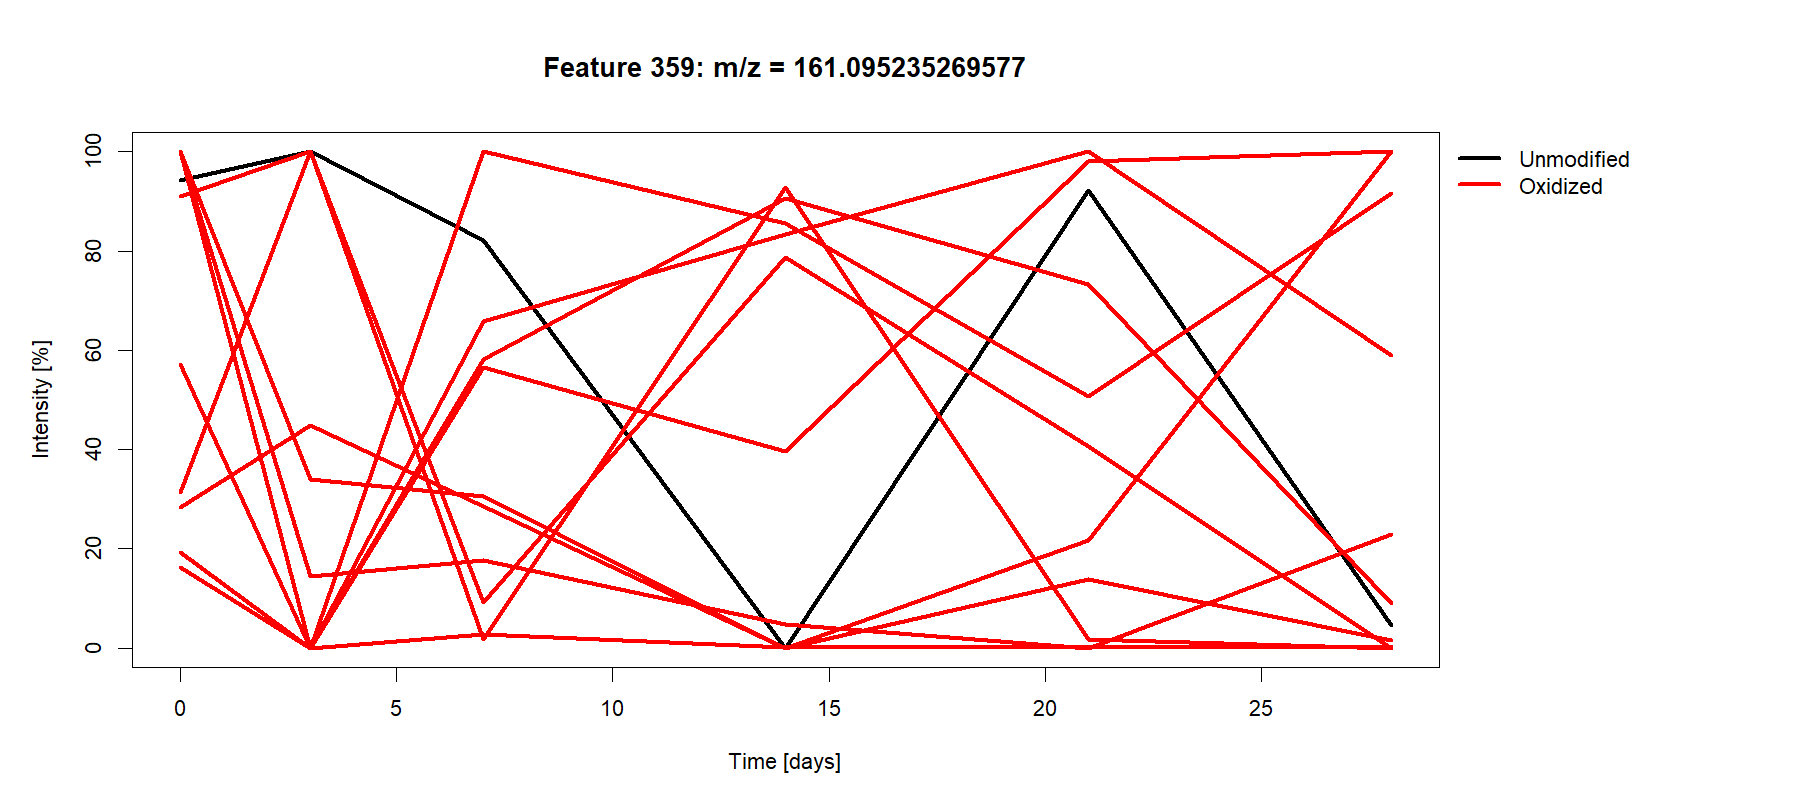 Feature 359: m/z = 161.095235269577
Unmodified
Oxidized
Intensity [%]
100
80
60
40
20
0
0 5 10 15 20 25
Time [days]